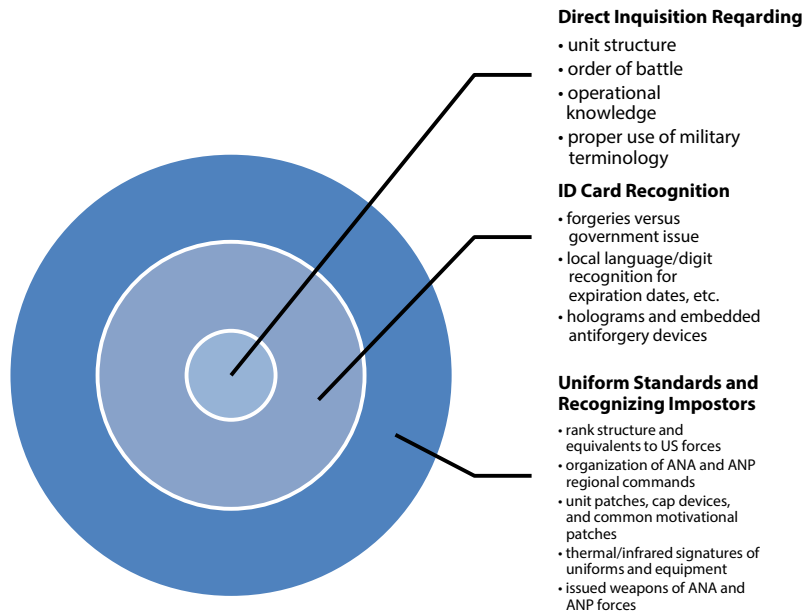 Direct Inquisition Reqarding
• unit structure
• order of battle
• operational
knowledge
• proper use of military
terminology
ID Card Recognition
• forgeries versus
government issue
• local language/digit
recognition for
expiration dates, etc.
• holograms and embedded
antiforgery devices
Uniform Standards and
Recognizing Impostors
• rank structure and
equivalents to US forces
• organization of ANA and ANP
regional commands
• unit patches, cap devices,
and common motivational
patches
• thermal/infrared signatures of
uniforms and equipment
• issued weapons of ANA and
ANP forces